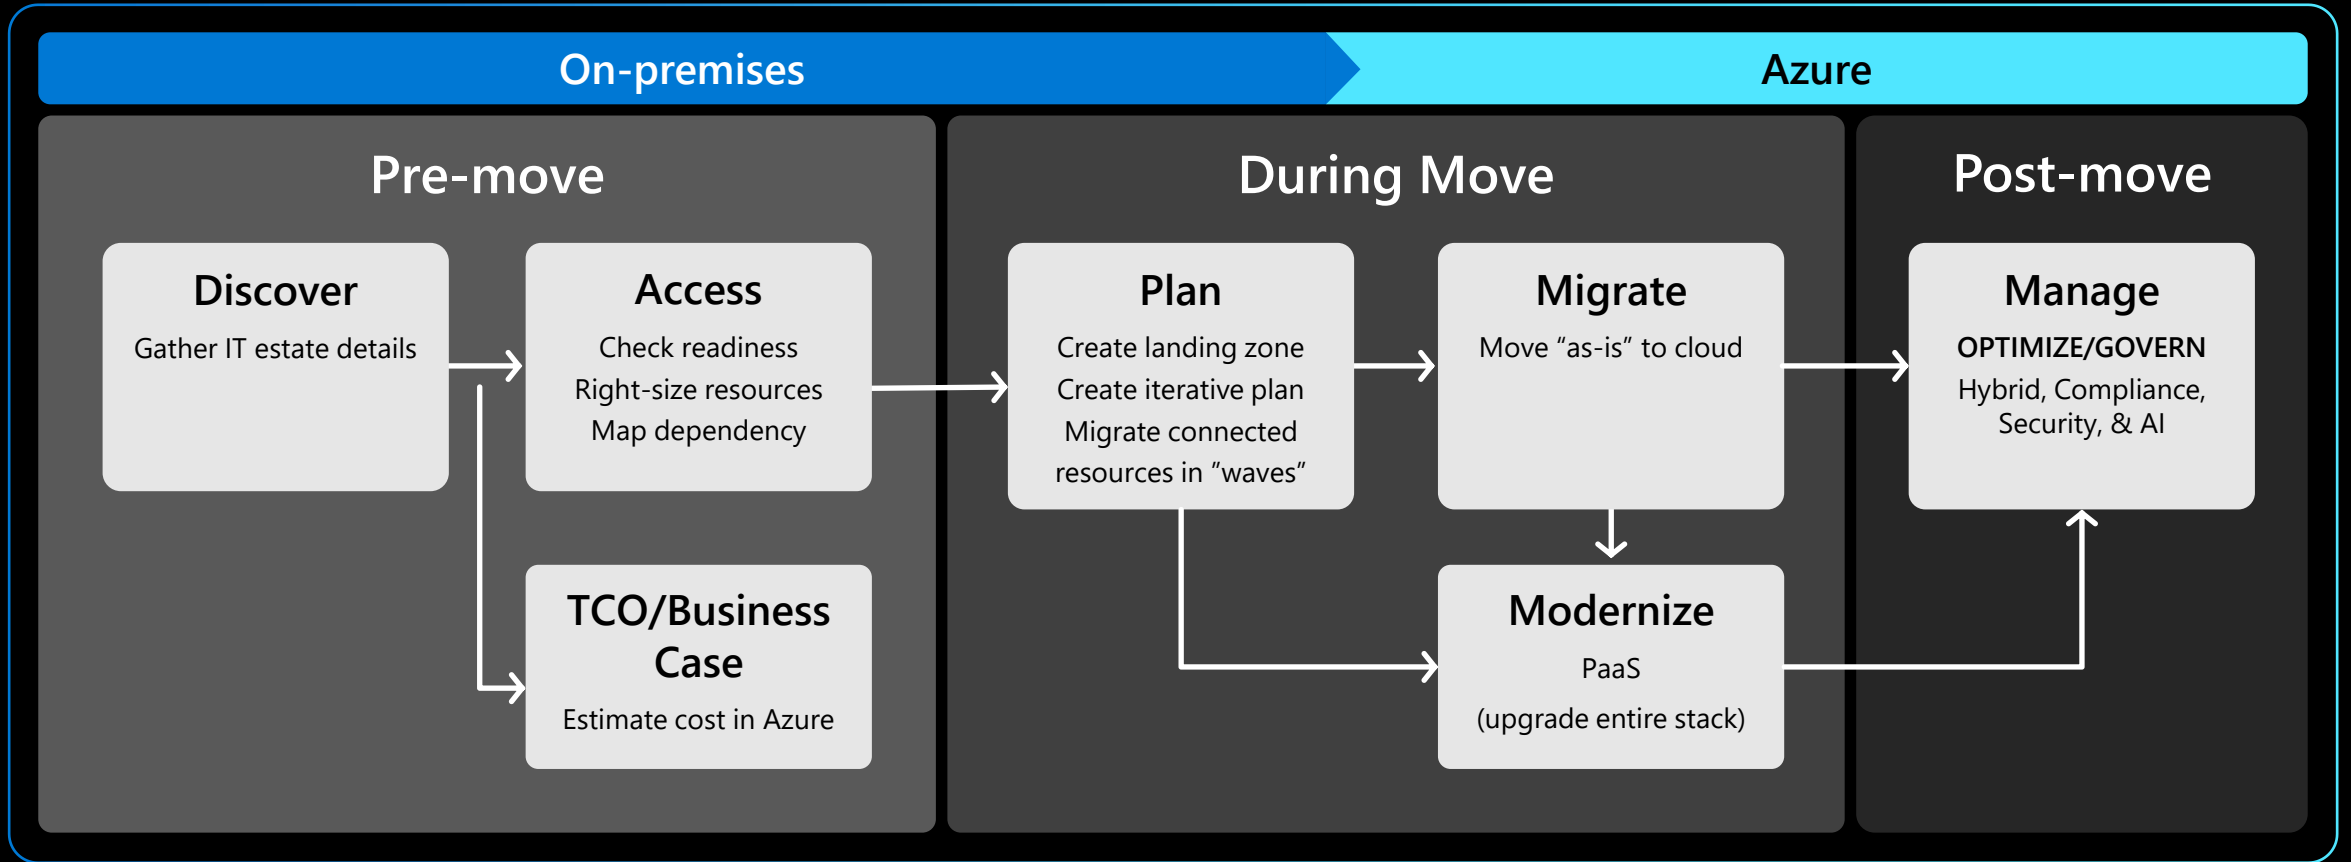 On-premises
Azure
Pre-move
Discover
Gather IT estate details
Access
Check readiness
Right-size resources
Map dependency
TCO/Business
Case
Estimate cost in Azure
During Move
Plan
Create landing zone
Create iterative plan
Migrate connected
resources in ”waves”
Migrate
Move “as-is” to cloud
Modernize
PaaS
(upgrade entire stack)
Post-move
Manage
OPTIMIZE/GOVERN
Hybrid, Compliance,
Security, & AI